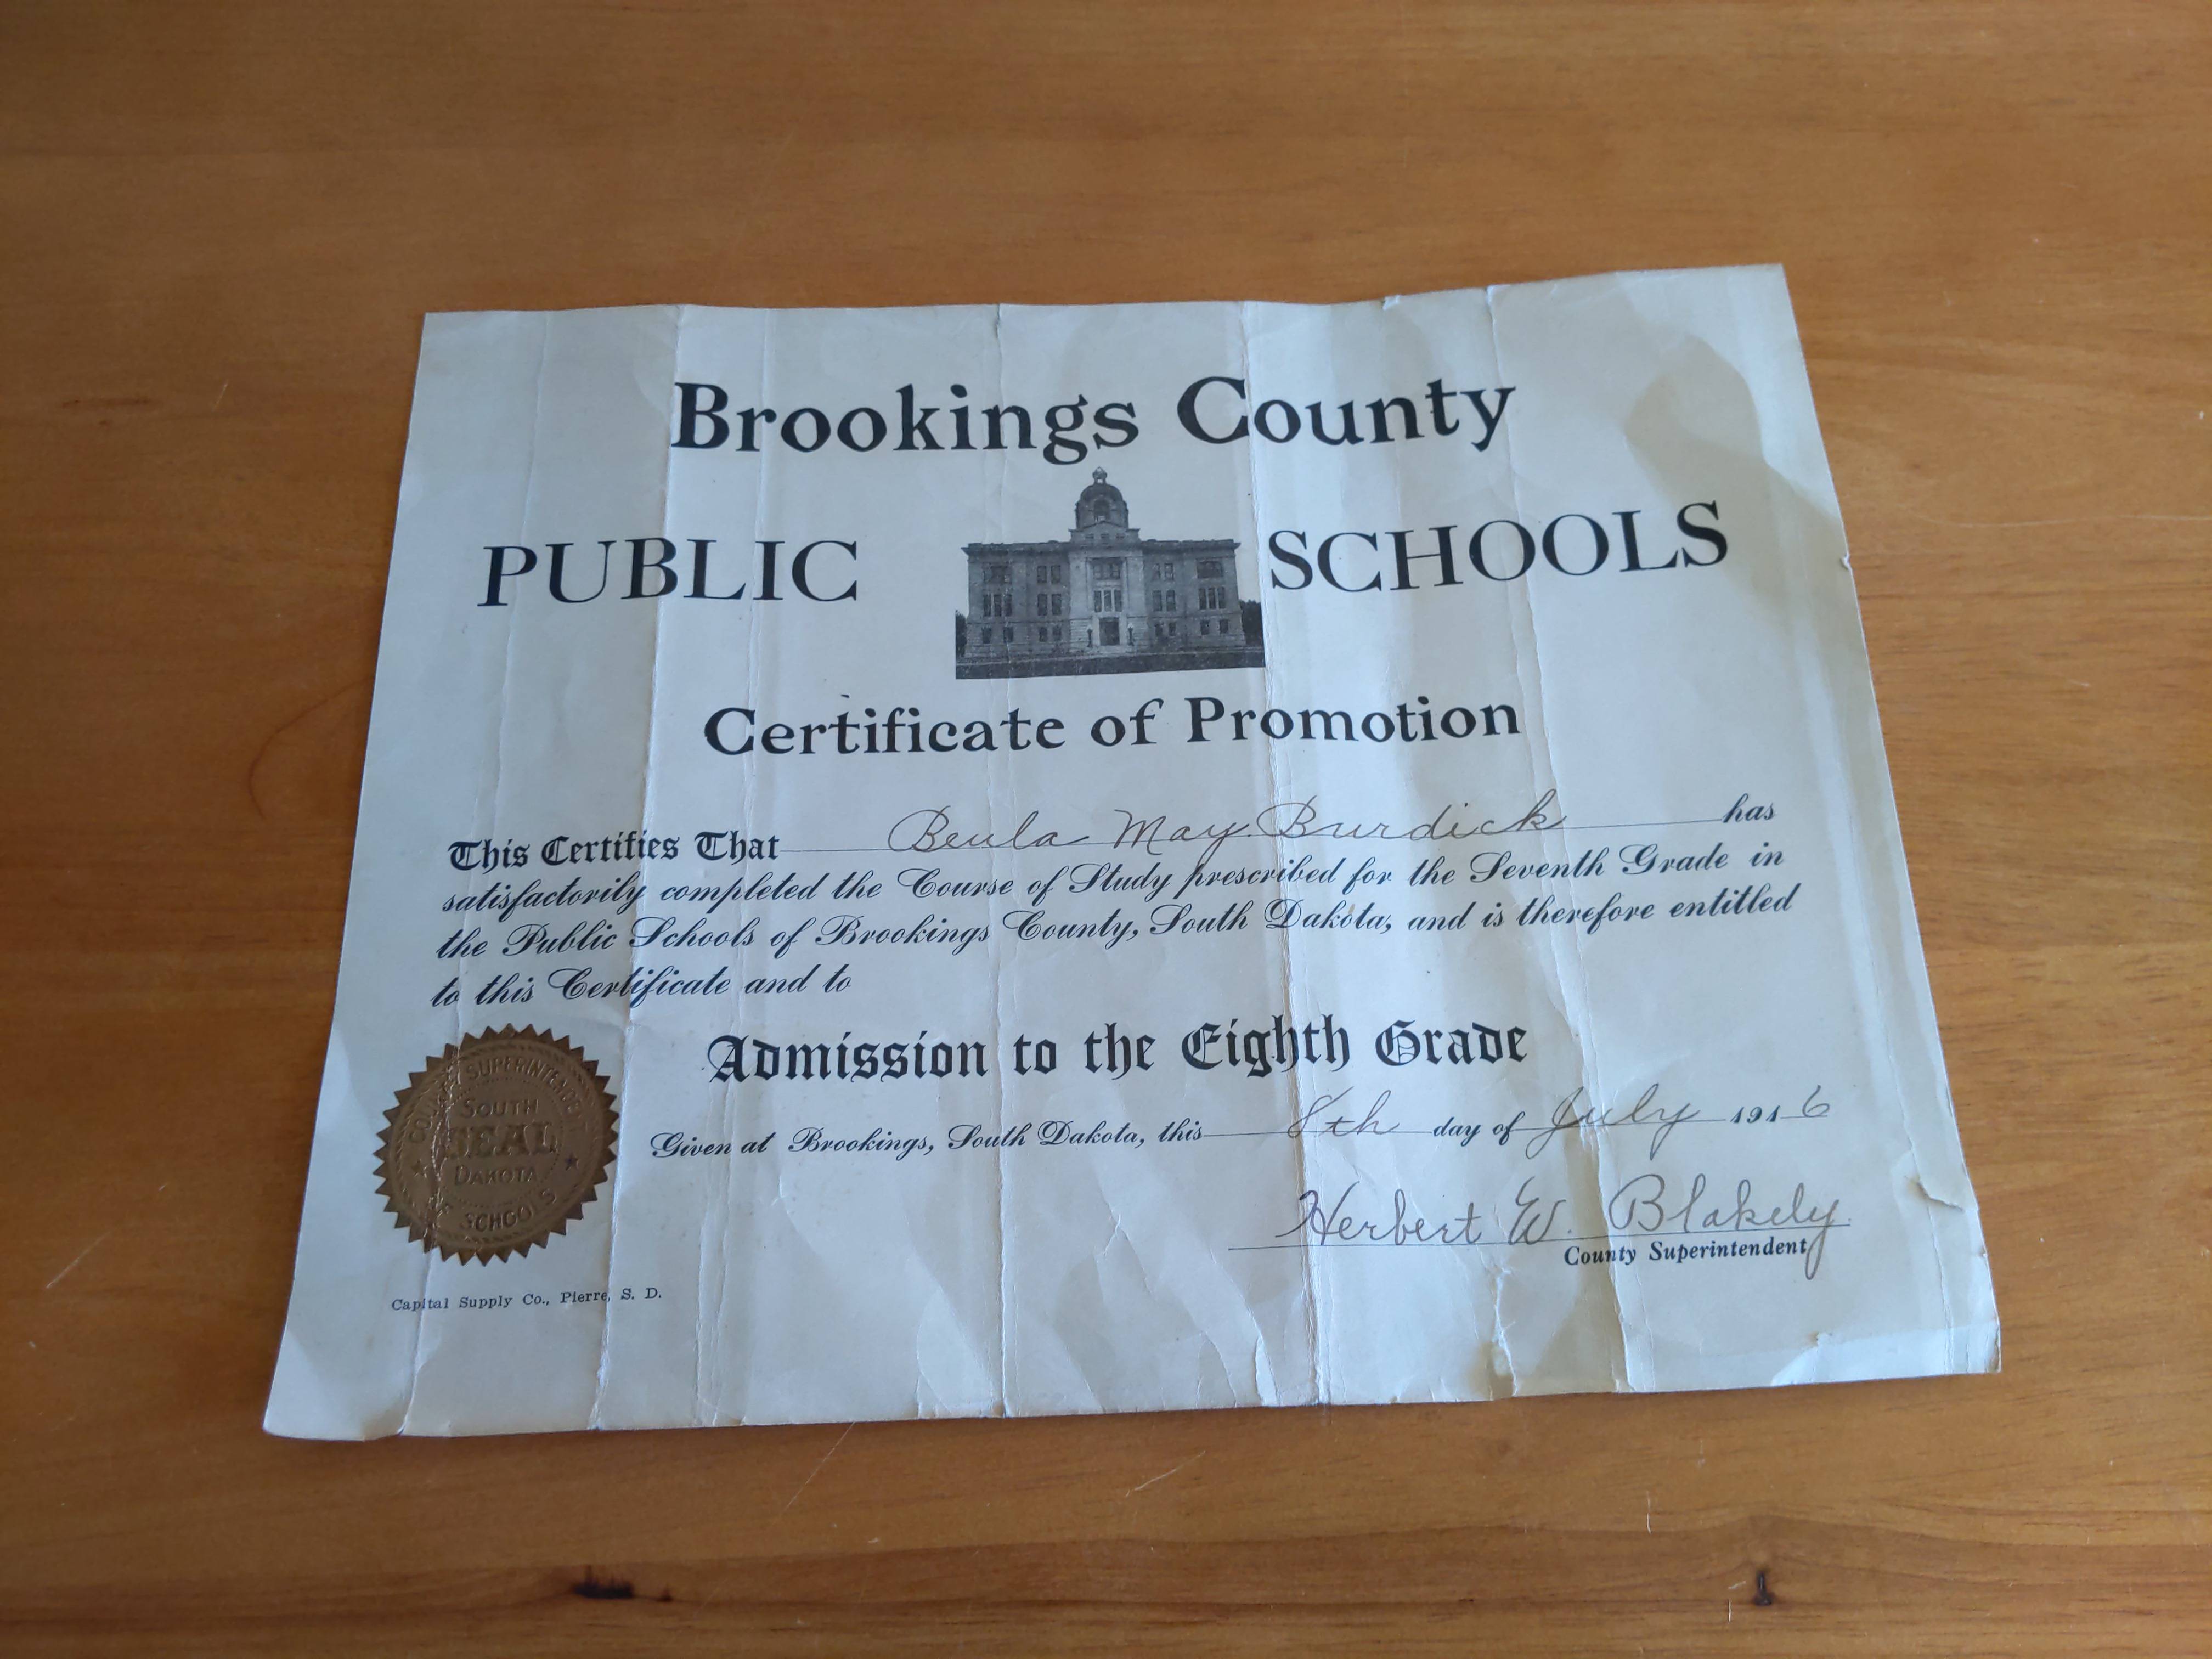 Brookings County
PUBLIC SCHOOLS
Certificate of Promotion
This Certifies That Beula May Burdick has
satisfactorily completed the Course of Study prescribed for the Seventh Grade in
the Public Schools of Brookings County, South Dakota, and is therefore entitled
to this Certificate and to
Admission to the Eighth Grade
Given at Brookings, South Dakota, this 8th day of July 1916
Herbert W. Blakely
County Superintendent
COUNTY SUPERINTENDENT
SOUTH
SEAL
DAKOTA
OF SCHOOLS
Capital Supply Co., Pierre, S. D.